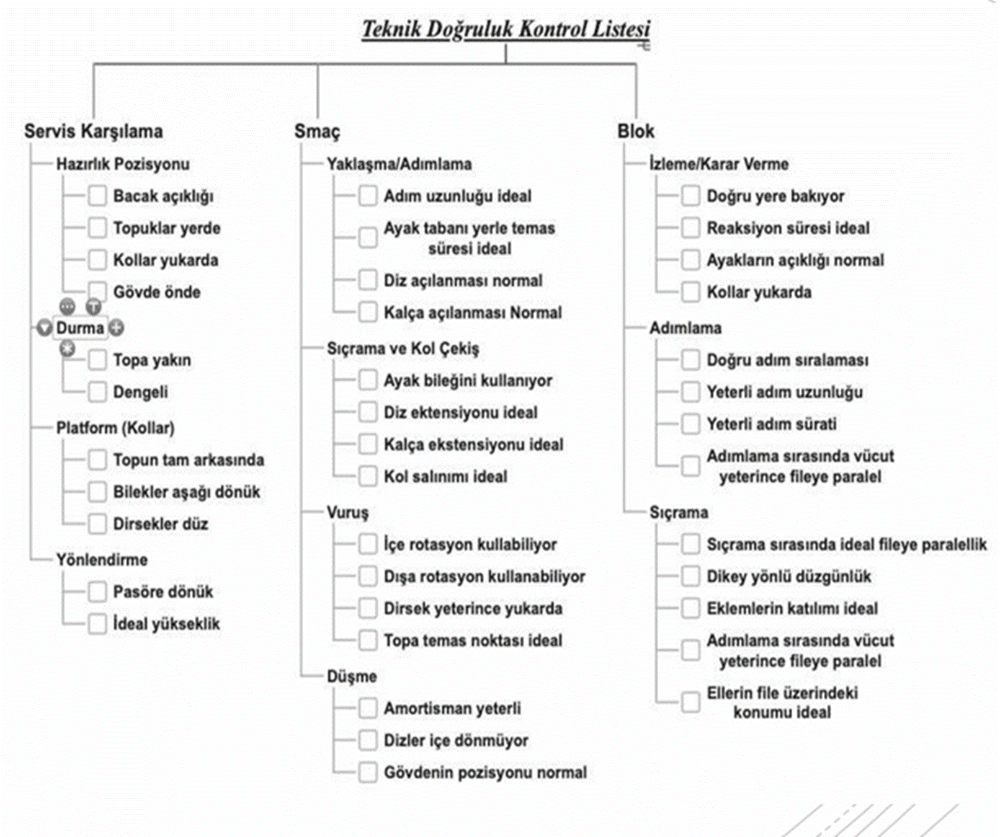 Teknik Doğruluk Kontrol Listesi
Servis Karşılama
Hazırlık Pozisyonu
Bacak açıklığı
Topuklar yerde
Kollar yukarda
Gövde önde
Durma
Topa yakın
Dengeli
Platform (Kollar)
Topun tam arkasında
Bilekler aşağı dönük
Dirsekler düz
Yönlendirme
Pasöre dönük
İdeal yükseklik
Smaç
Yaklaşma/Adımlama
Adım uzunluğu ideal
Ayak tabanı yerle temas
süresi ideal
Diz açılanması normal
Kalça açılanması Normal
Sıçrama ve Kol Çekiş
Ayak bileğini kullanıyor
Diz ektensiyonu ideal
Kalça ekstensiyonu ideal
Kol salınımı ideal
Vuruş
İçe rotasyon kullabiliyor
Dışa rotasyon kullanabiliyor
Dirsek yeterince yukarda
Topa temas noktası ideal
Düşme
Amortisman yeterli
Dizler içe dönmüyor
Gövdenin pozisyonu normal
Blok
İzleme/Karar Verme
Doğru yere bakıyor
Reaksiyon süresi ideal
Ayakların açıklığı normal
Kollar yukarda
Adımlama
Doğru adım sıralaması
Yeterli adım uzunluğu
Yeterli adım sürati
Adımlama sırasında vücut
yeterince fileye paralel
Sıçrama
Sıçrama sırasında ideal fileye paralellik
Dikey yönlü düzgünlük
Eklemlerin katılımı ideal
Adımlama sırasında vücut
yeterince fileye paralel
Ellerin file üzerindeki
konumu ideal